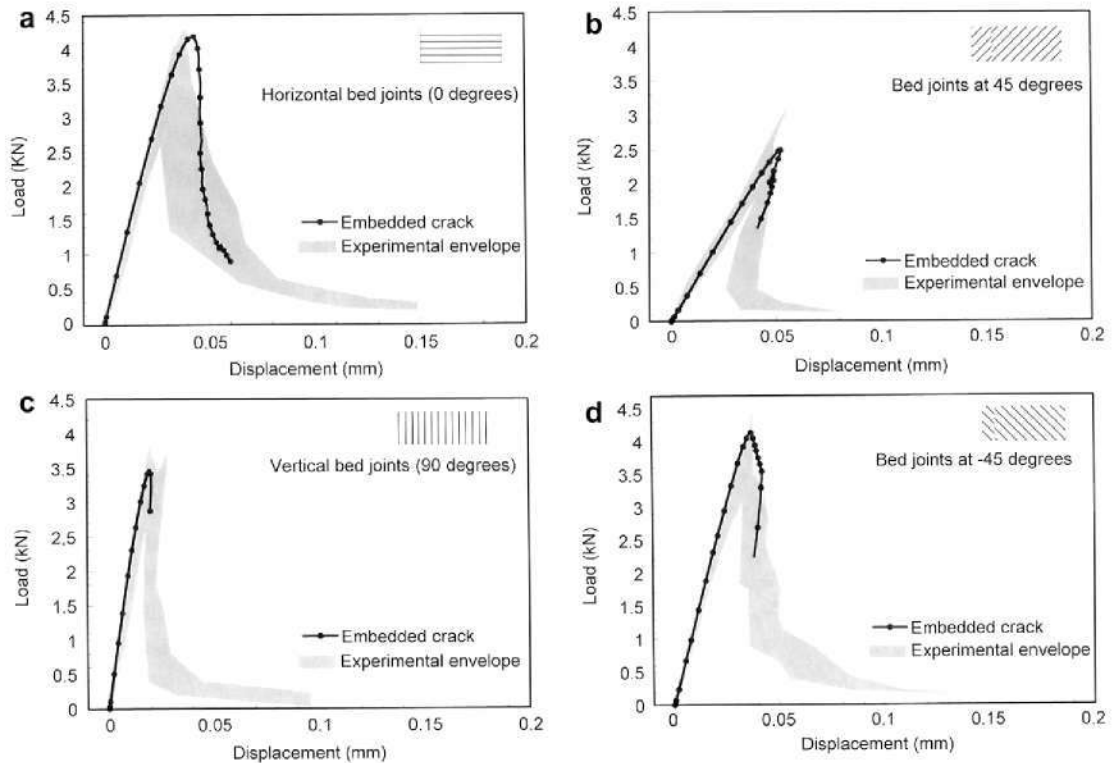 a
4.5
4
3.5
3
2.5
2
1.5
1
0.5
0
Load (KN)
Horizontal bed joints (0 degrees)
Embedded crack
Experimental envelope
0 0.05 0.1 0.15 0.2
Displacement (mm)
b
4.5
4
3.5
3
2.5
2
1.5
1
0.5
0
Load (kN)
Bed joints at 45 degrees
Embedded crack
Experimental envelope
0 0.05 0.1 0.15 0.2
Displacement (mm)
c
4.5
4
3.5
3
2.5
2
1.5
1
0.5
0
Load (kN)
Vertical bed joints (90 degrees)
Embedded crack
Experimental envelope
0 0.05 0.1 0.15 0.2
Displacement (mm)
d
4.5
4
3.5
3
2.5
2
1.5
1
0.5
0
Load (kN)
Bed joints at -45 degrees
Embedded crack
Experimental envelope
0 0.05 0.1 0.15 0.2
Displacement (mm)